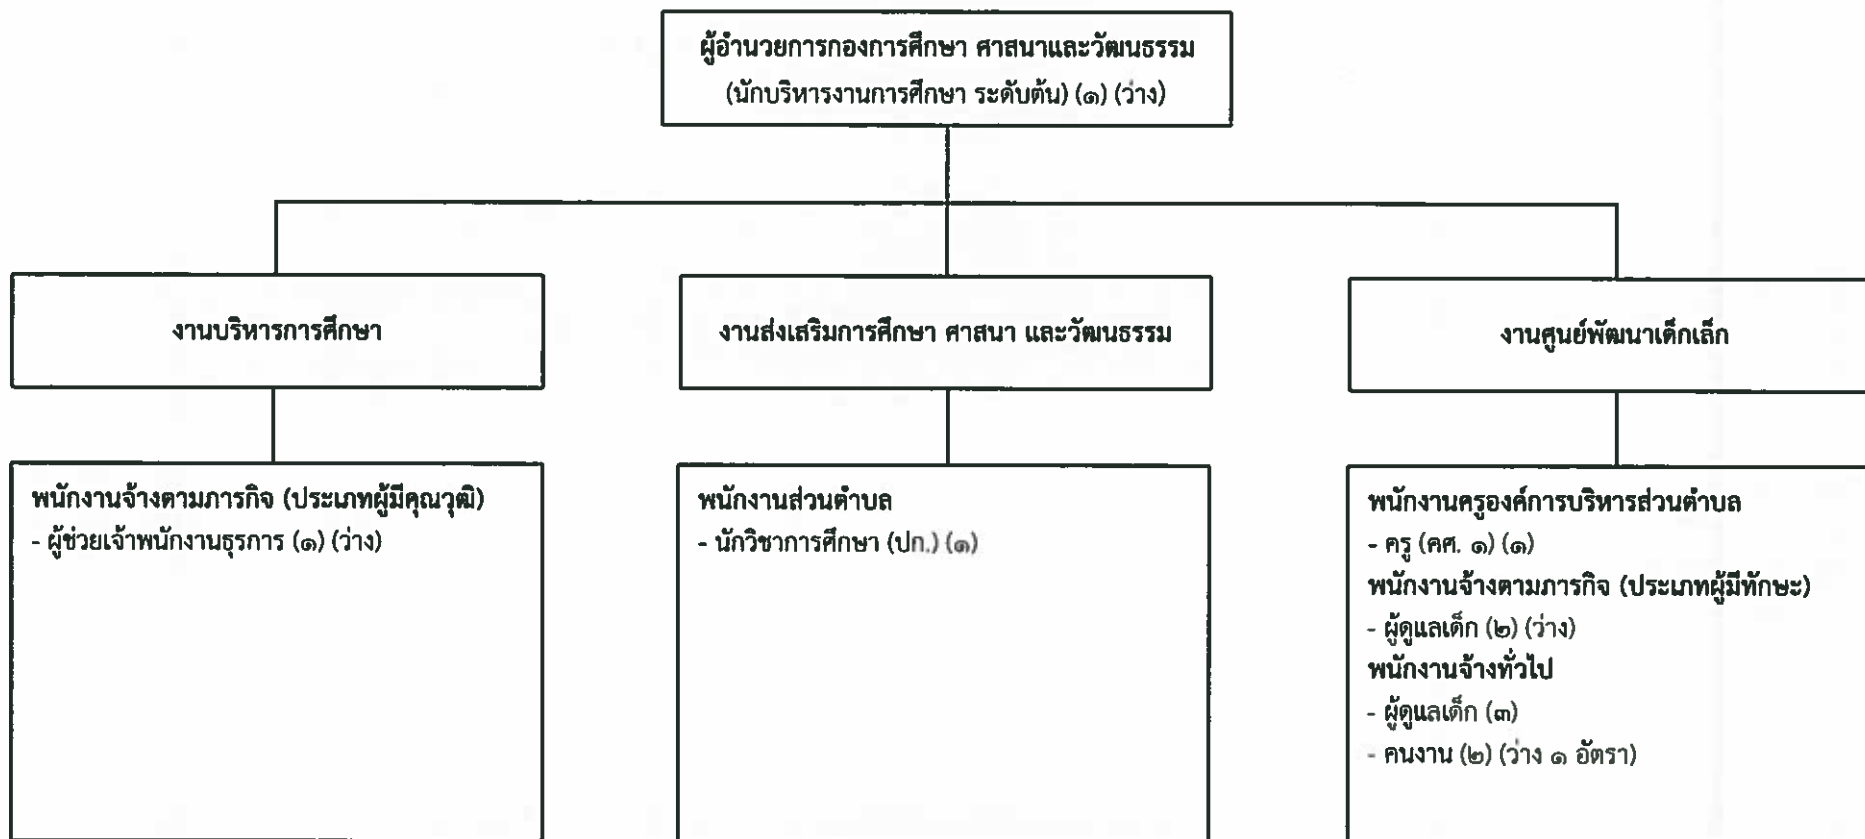 ผู้อำนวยการกองการศึกษา ศาสนาและวัฒนธรรม
(นักบริหารงานการศึกษา ระดับต้น) (๑) (ว่าง)
งานบริหารการศึกษา
งานส่งเสริมการศึกษา ศาสนา และวัฒนธรรม
งานศูนย์พัฒนาเด็กเล็ก
พนักงานจ้างตามภารกิจ (ประเภทผู้มีคุณวุฒิ)
- ผู้ช่วยเจ้าพนักงานธุรการ (๑) (ว่าง)
พนักงานส่วนตำบล
- นักวิชาการศึกษา (ปก.) (๑)
พนักงานครูองค์การบริหารส่วนตำบล
- ครู (คศ. ๑) (๑)
พนักงานจ้างตามภารกิจ (ประเภทผู้มีทักษะ)
- ผู้ดูแลเด็ก (๒) (ว่าง)
พนักงานจ้างทั่วไป
- ผู้ดูแลเด็ก (๓)
- คนงาน (๒) (ว่าง ๑ อัตรา)